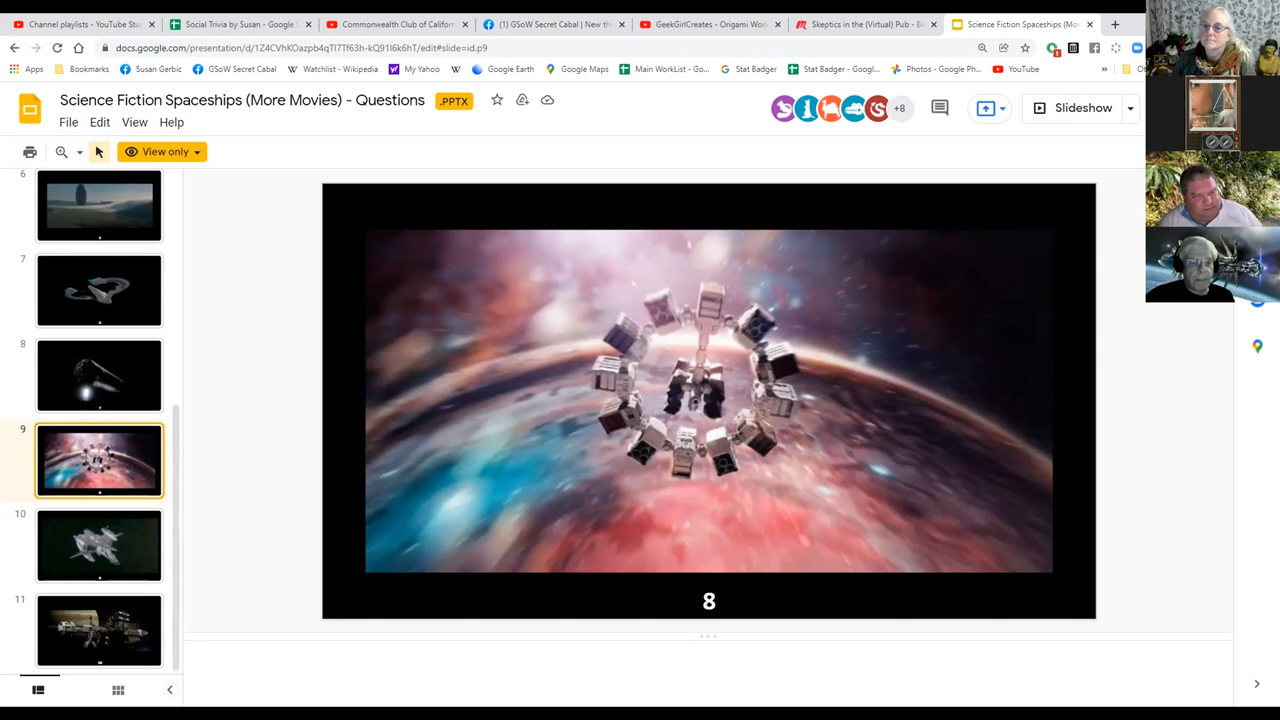 Channel playlists - YouTube Stu
Social Trivia by Susan - Google S
Commonwealth Club of Californ
(1) GSoW Secret Cabal | New th
GeekGirlCreates - Origami Wor
Skeptics in the (Virtual) Pub - B
Science Fiction Spaceships (Mo
docs.google.com/presentation/d/1Z4CVhKOazpb4qTI7Tf63h-kQ91I6k6hT/edit#slide=id.p9
Apps
Bookmarks
Susan Gerbic
GSoW Secret Cabal
Watchlist - Wikipedia
My Yahoo
Google Earth
Google Maps
Main WorkList - Go...
Stat Badger
Stat Badger - Googl...
Photos - Google Ph...
YouTube
Science Fiction Spaceships (More Movies) - Questions
.PPTX
+8
Slideshow
File
Edit
View
Help
View only
6
7
8
9
10
11
8